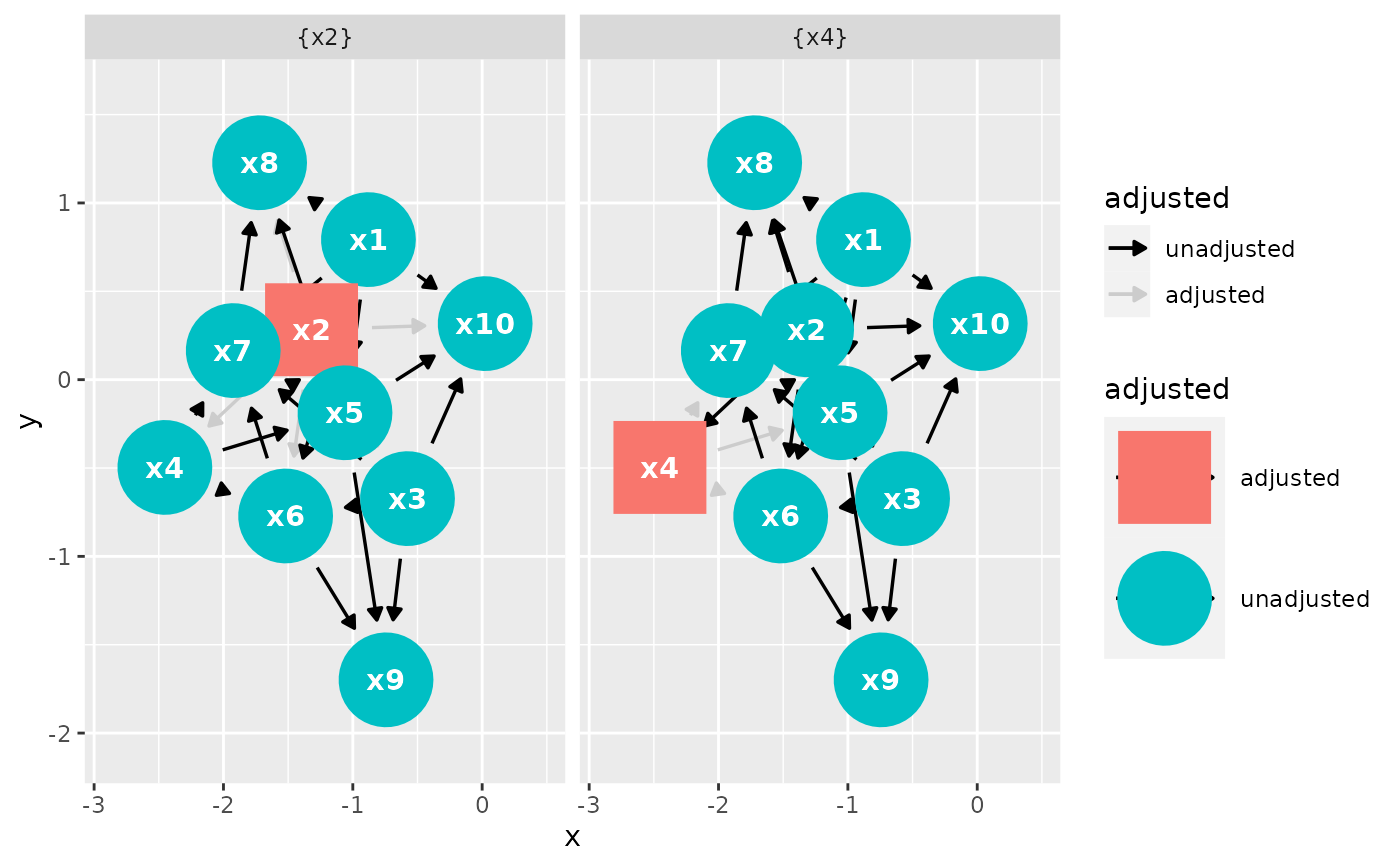 {x2}
{x4}
x8
x1
x2
x10
x7
x5
x4
x6
x3
x9
x8
x1
x2
x10
x7
x5
x4
x6
x3
x9
1
0
-1
-2
-3
-2
-1
0
-3
-2
-1
0
x
y
adjusted
unadjusted
adjusted
adjusted
adjusted
unadjusted